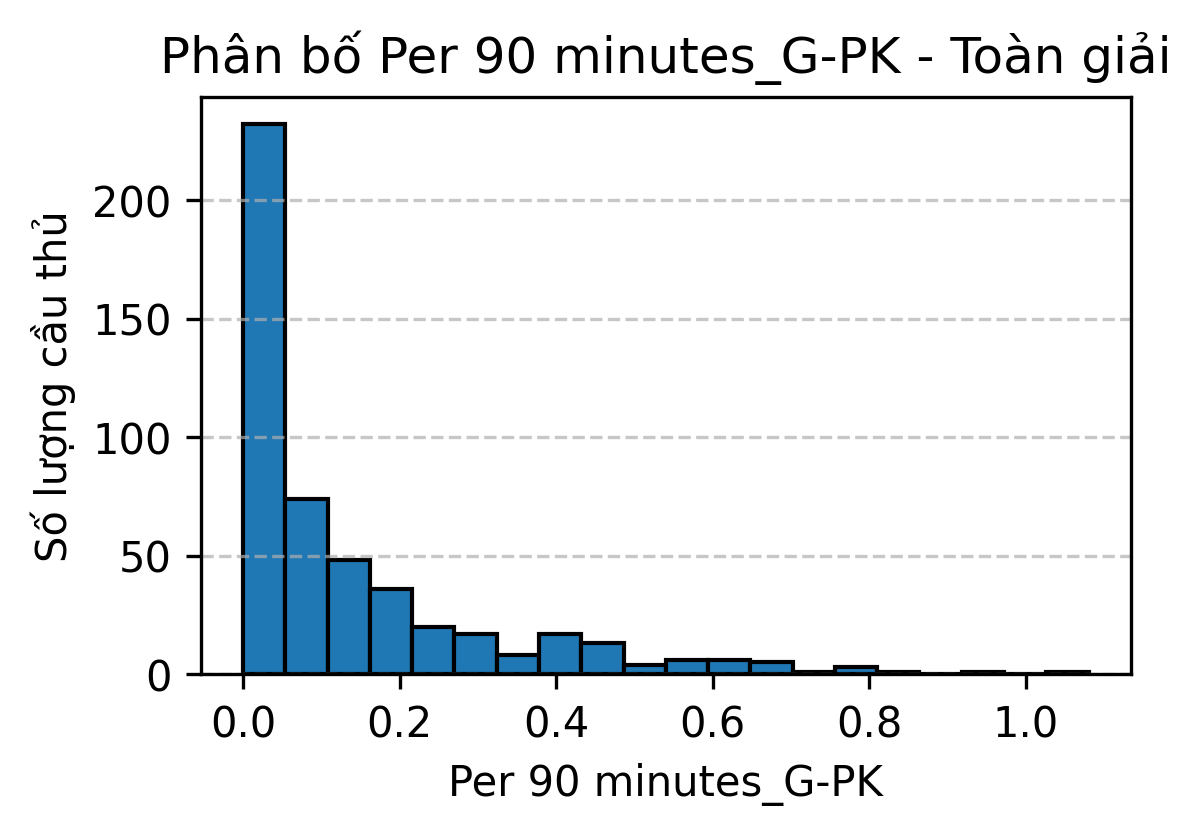 Phân bố Per 90 minutes_G-PK - Toàn giải
Số lượng cầu thủ
200
150
100
50
0
0.0 0.2 0.4 0.6 0.8 1.0
Per 90 minutes_G-PK